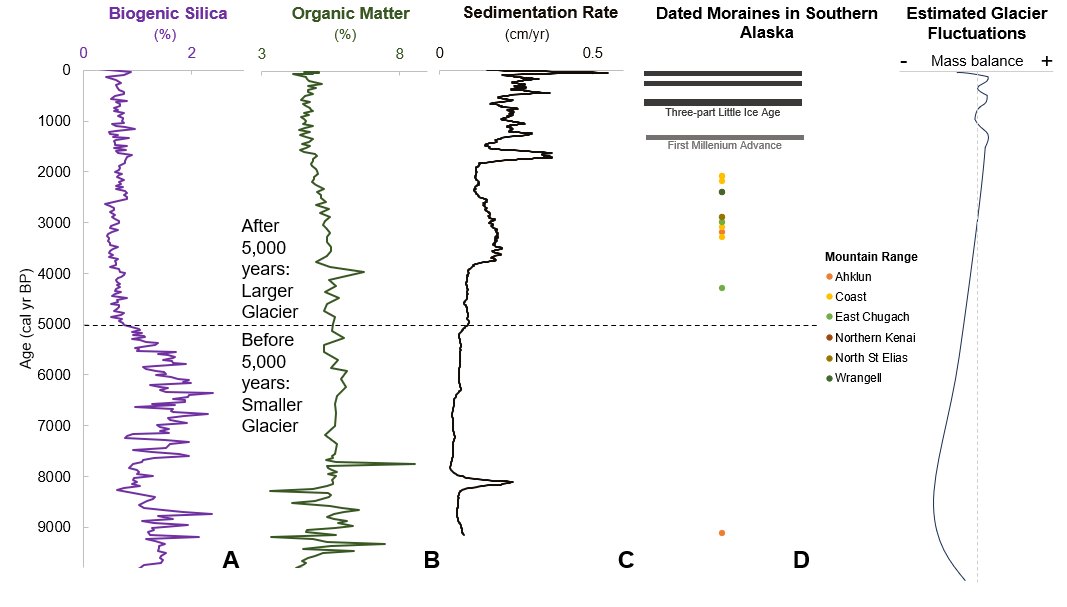 Biogenic Silica
(%)
0 2
Organic Matter
(%)
3 8
Sedimentation Rate
(cm/yr)
0 0.5
Dated Moraines in Southern
Alaska
Estimated Glacier
Fluctuations
- Mass balance +
Age (cal yr BP)
0
1000
2000
3000
4000
5000
6000
7000
8000
9000
Three-part Little Ice Age
First Millenium Advance
After
5,000
years:
Larger
Glacier
Before
5,000
years:
Smaller
Glacier
Mountain Range
Ahklun
Coast
East Chugach
Northern Kenai
North St Elias
Wrangell
A
B
C
D